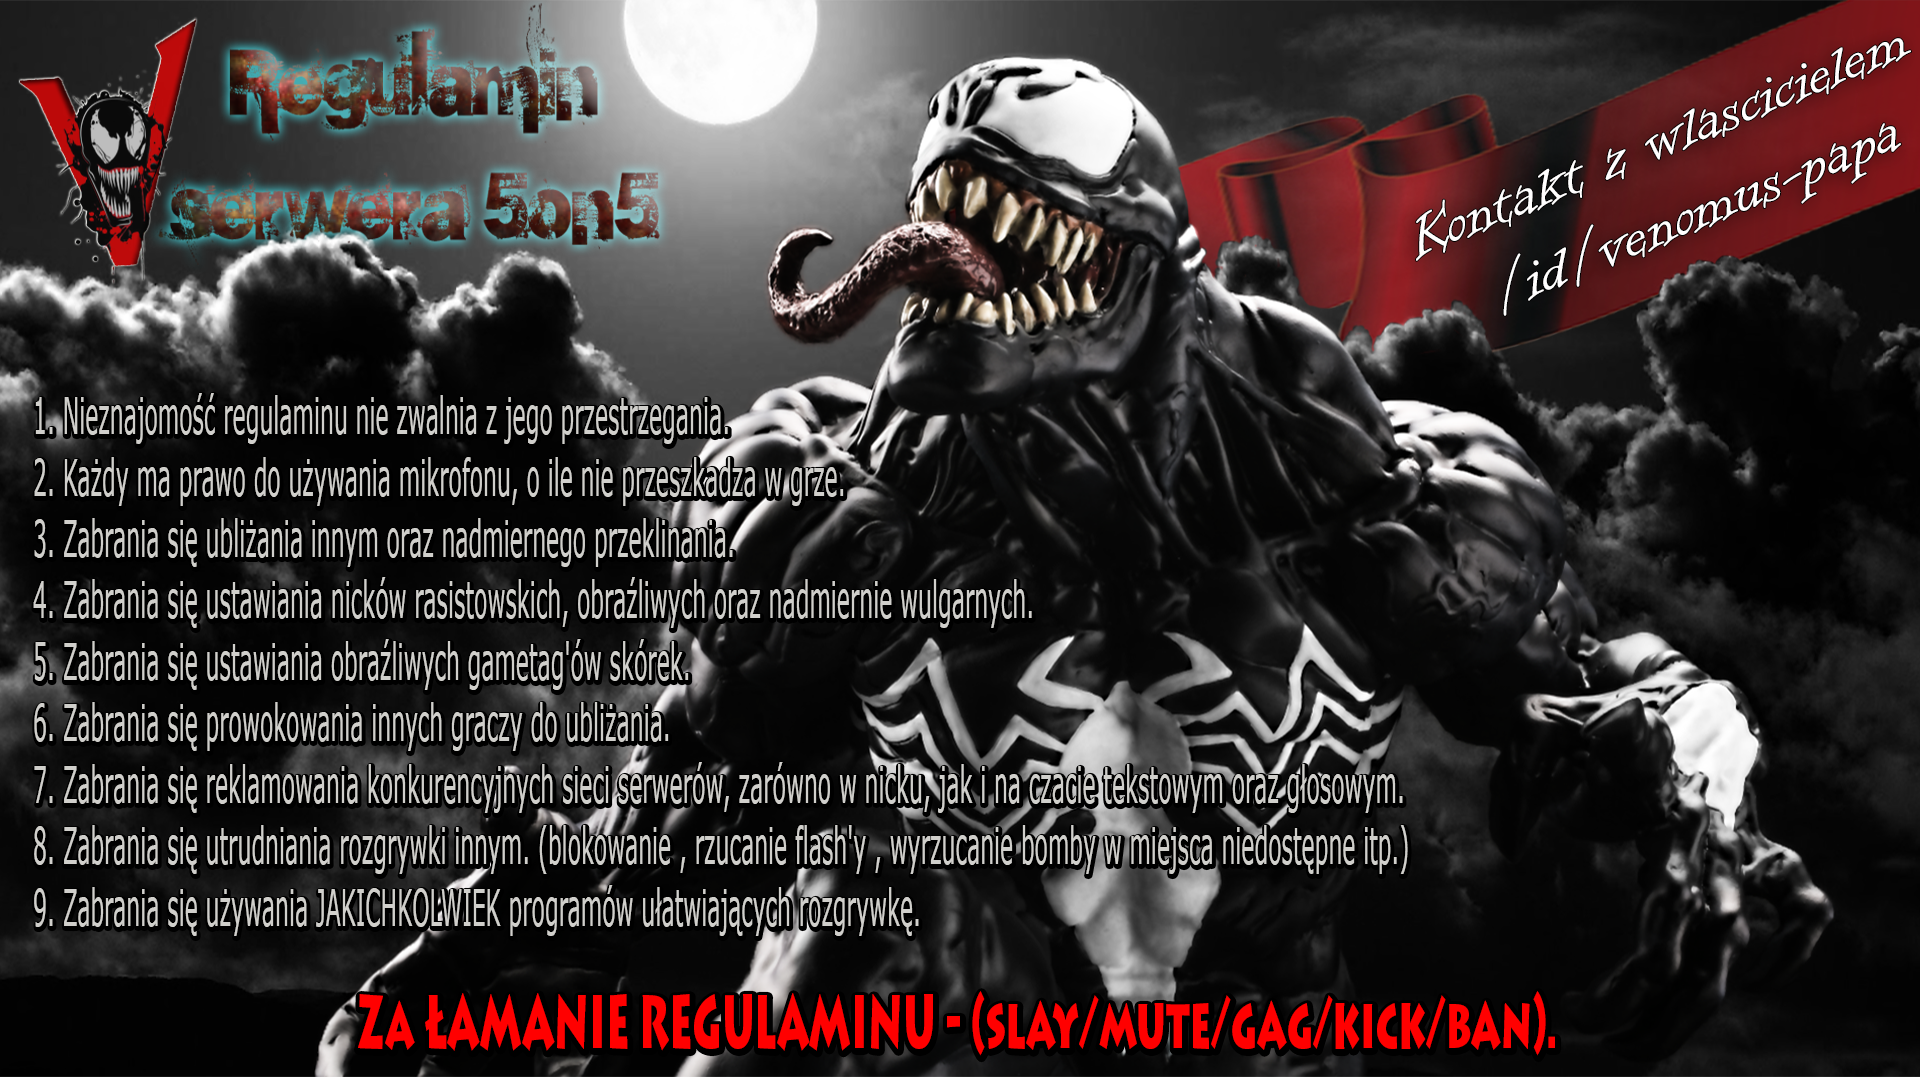 Regulamin
serwera 5on5
Kontakt z wlascicielem
/id/venomus-papa
1. Nieznajomość regulaminu nie zwalnia z jego przestrzegania.
2. Każdy ma prawo do używania mikrofonu, o ile nie przeszkadza w grze.
3. Zabrania się ubliżania innym oraz nadmiernego przeklinania.
4. Zabrania się ustawiania nicków rasistowskich, obraźliwych oraz nadmiernie wulgarnych.
5. Zabrania się ustawiania obraźliwych gametag'ów skórek.
6. Zabrania się prowokowania innych graczy do ubliżania.
7. Zabrania się reklamowania konkurencyjnych sieci serwerów, zarówno w nicku, jak i na czacie tekstowym oraz głosowym.
8. Zabrania się utrudniania rozgrywki innym. (blokowanie , rzucanie flash'y , wyrzucanie bomby w miejsca niedostępne itp.)
9. Zabrania się używania JAKICHKOLWIEK programów ułatwiających rozgrywkę.
Za ŁAMANIE REGULAMINU - (SLAY/MUTE/GAG/KICK/BAN).